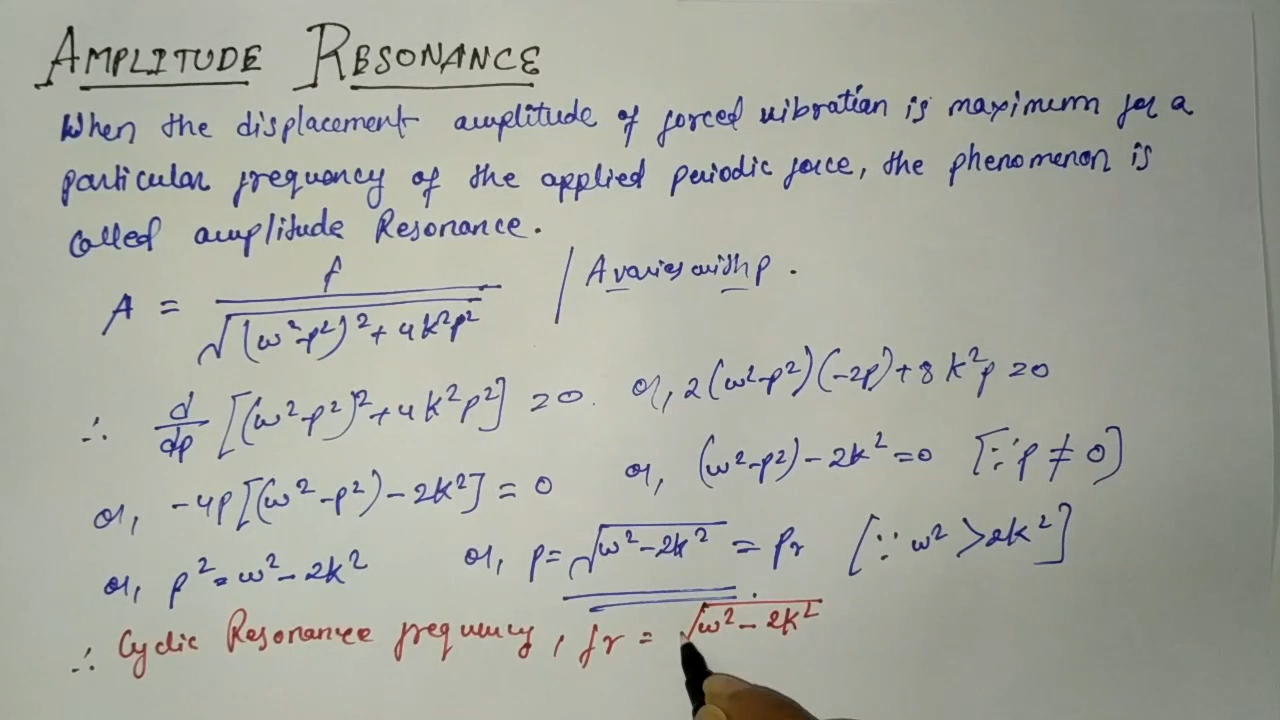 AMPLITUDE RESONANCE
When the displacement amplitude of forced vibration is maximum for a
particular frequency of the applied periodic force, the phenomenon is
called amplitude Resonance.
A = f / √((ω²-p²)² + 4k²p²) / A varies with p.
∴ d/dp [(ω²-p²)² + 4k²p²] = 0. or, 2(ω²-p²)(-2p) + 8k²p = 0
or, -4p[(ω²-p²) - 2k²] = 0 or, (ω²-p²) - 2k² = 0 [∵ p ≠ 0]
or, p² = ω² - 2k² or, p = √(ω² - 2k²) = pr [∵ ω² > 2k²]
∴ Cyclic Resonance frequency, fr = √(ω² - 2k²)